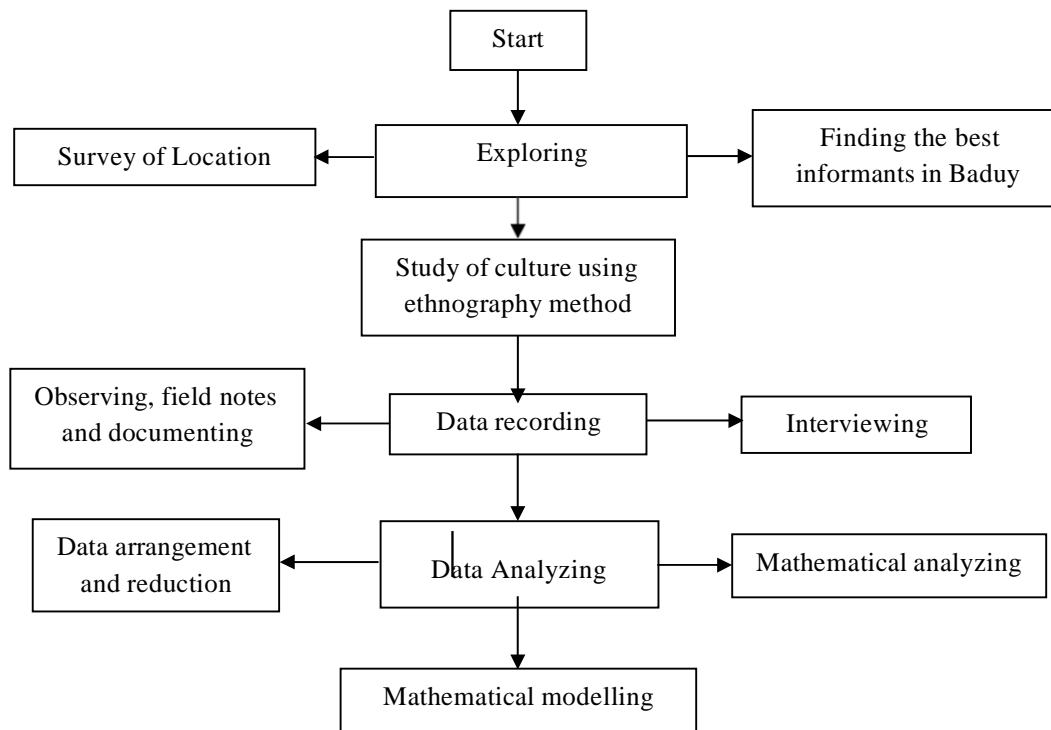 Start
Survey of Location
Exploring
Finding the best
informants in Baduy
Study of culture using
ethnography method
Observing, field notes
and documenting
Data recording
Interviewing
Data arrangement
and reduction
Data Analyzing
Mathematical analyzing
Mathematical modelling